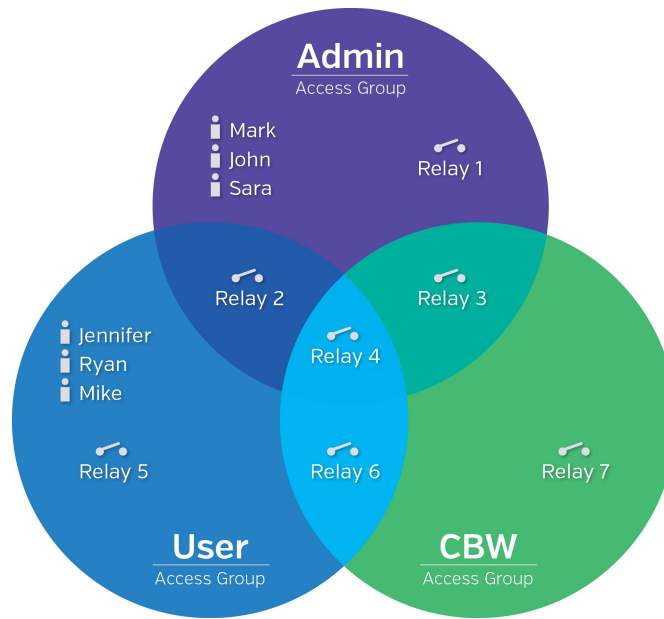 Admin
Access Group
Mark
John
Sara
Relay 1
Relay 2
Relay 3
Relay 4
Jennifer
Ryan
Mike
Relay 5
Relay 6
Relay 7
User
Access Group
CBW
Access Group